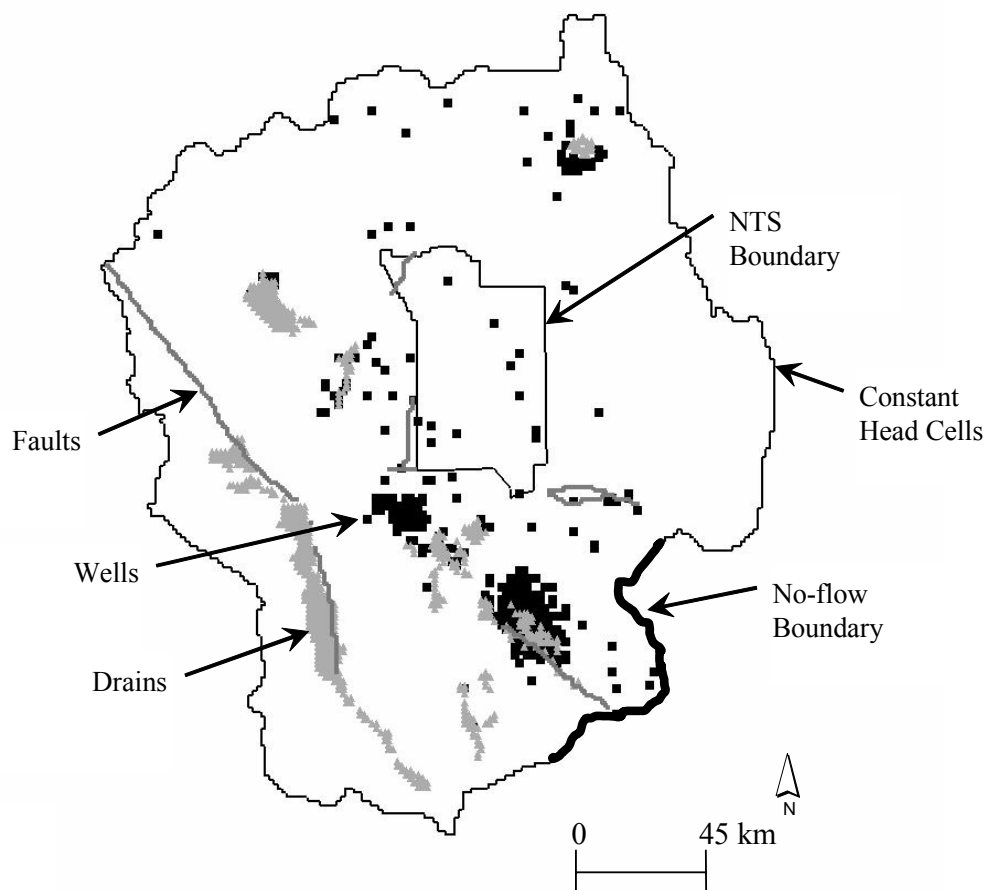 NTS
Boundary
Constant
Head Cells
Faults
Wells
No-flow
Boundary
Drains
N
0 45 km